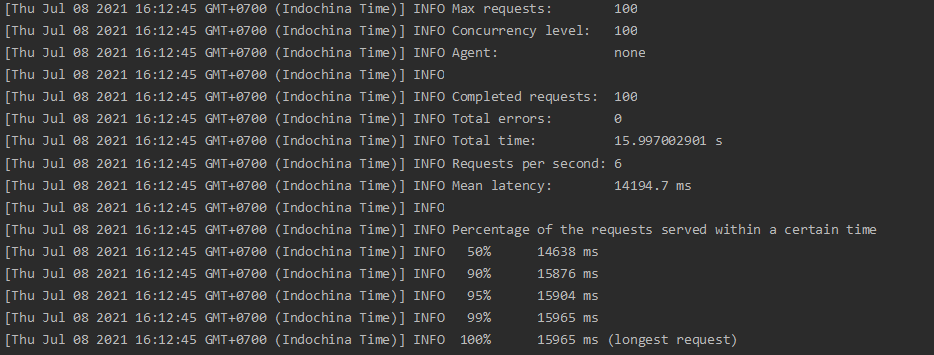 [Thu Jul 08 2021 16:12:45 GMT+0700 (Indochina Time)] INFO Max requests:        100
[Thu Jul 08 2021 16:12:45 GMT+0700 (Indochina Time)] INFO Concurrency level:   100
[Thu Jul 08 2021 16:12:45 GMT+0700 (Indochina Time)] INFO Agent:               none
[Thu Jul 08 2021 16:12:45 GMT+0700 (Indochina Time)] INFO
[Thu Jul 08 2021 16:12:45 GMT+0700 (Indochina Time)] INFO Completed requests:  100
[Thu Jul 08 2021 16:12:45 GMT+0700 (Indochina Time)] INFO Total errors:        0
[Thu Jul 08 2021 16:12:45 GMT+0700 (Indochina Time)] INFO Total time:          15.997002901 s
[Thu Jul 08 2021 16:12:45 GMT+0700 (Indochina Time)] INFO Requests per second: 6
[Thu Jul 08 2021 16:12:45 GMT+0700 (Indochina Time)] INFO Mean latency:        14194.7 ms
[Thu Jul 08 2021 16:12:45 GMT+0700 (Indochina Time)] INFO
[Thu Jul 08 2021 16:12:45 GMT+0700 (Indochina Time)] INFO Percentage of the requests served within a certain time
[Thu Jul 08 2021 16:12:45 GMT+0700 (Indochina Time)] INFO   50%      14638 ms
[Thu Jul 08 2021 16:12:45 GMT+0700 (Indochina Time)] INFO   90%      15876 ms
[Thu Jul 08 2021 16:12:45 GMT+0700 (Indochina Time)] INFO   95%      15904 ms
[Thu Jul 08 2021 16:12:45 GMT+0700 (Indochina Time)] INFO   99%      15965 ms
[Thu Jul 08 2021 16:12:45 GMT+0700 (Indochina Time)] INFO  100%      15965 ms (longest request)